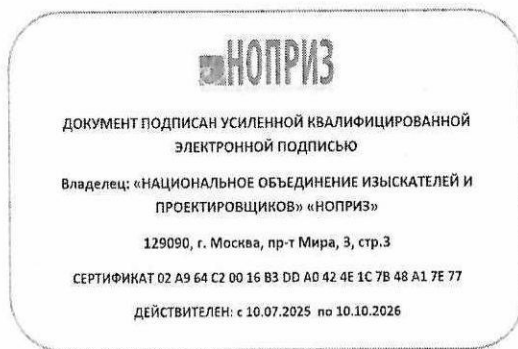 НОПРИЗ
ДОКУМЕНТ ПОДПИСАН УСИЛЕННОЙ КВАЛИФИЦИРОВАННОЙ
ЭЛЕКТРОННОЙ ПОДПИСЬЮ
Владелец: «НАЦИОНАЛЬНОЕ ОБЪЕДИНЕНИЕ ИЗЫСКАТЕЛЕЙ И
ПРОЕКТИРОВЩИКОВ» «НОПРИЗ»
129090, г. Москва, пр-т Мира, 3, стр.3
СЕРТИФИКАТ 02 A9 64 C2 00 16 B3 DD A0 42 4E 1C 7B 48 A1 7E 77
ДЕЙСТВИТЕЛЕН: с 10.07.2025 по 10.10.2026